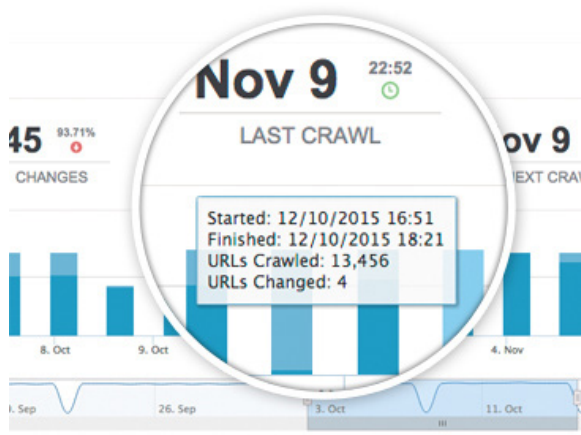 Nov 9
22:52
LAST CRAWL
45
93.71%
CHANGES
ov 9
EXT CRA
Started: 12/10/2015 16:51
Finished: 12/10/2015 18:21
URLs Crawled: 13,456
URLs Changed: 4
8. Oct
9. Oct
4. Nov
. Sep
26. Sep
3. Oct
11. Oct